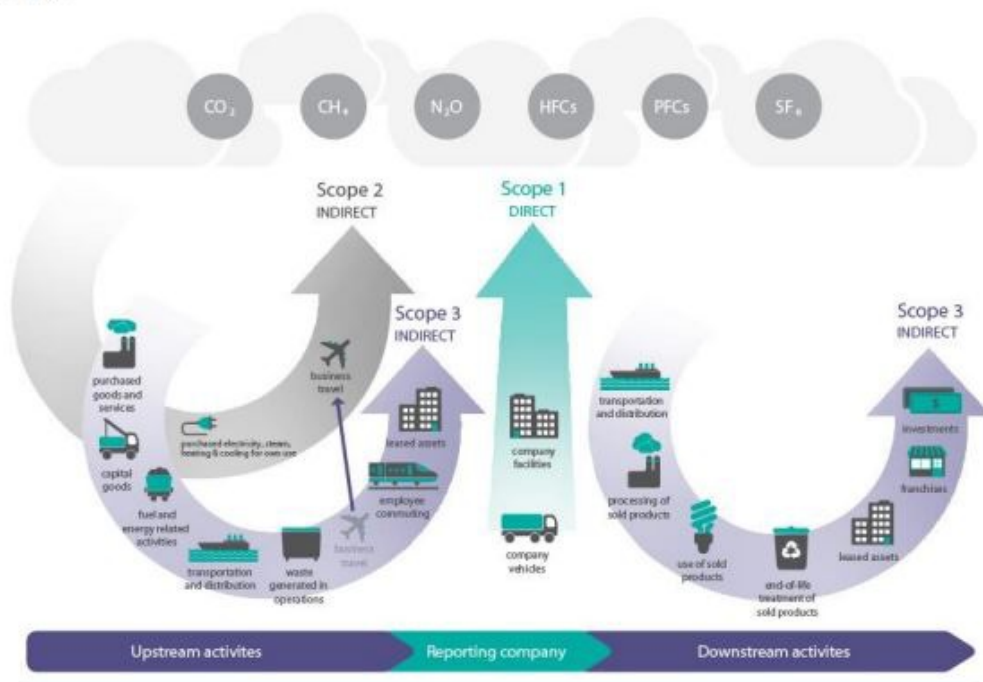 CO₂
CH₄
N₂O
HFCs
PFCs
SF₆
Scope 2
INDIRECT
Scope 1
DIRECT
Scope 3
INDIRECT
Scope 3
INDIRECT
purchased
goods and
services
capital
goods
fuel and
energy related
activities
purchased electricity, steam,
heating & cooling for own use
business
travel
transportation
and distribution
waste
generated in
operations
business
travel
employee
commuting
leased assets
company
facilities
company
vehicles
transportation
and distribution
processing of
sold products
use of sold
products
end-of-life
treatment of
sold products
leased assets
franchises
investments
$
Upstream activites
Reporting company
Downstream activites